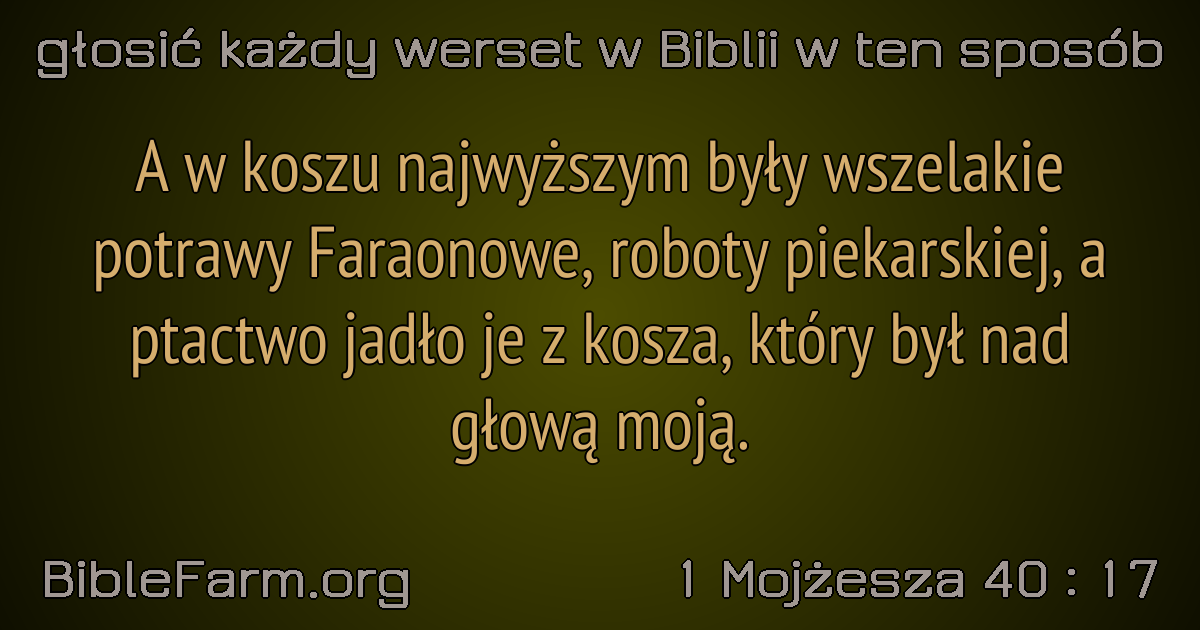 głosić każdy werset w Biblii w ten sposób
A w koszu najwyższym były wszelakie
potrawy Faraonowe, roboty piekarskiej, a
ptactwo jadło je z kosza, który był nad
głową moją.
BibleFarm.org
1 Mojżesza 40 : 17